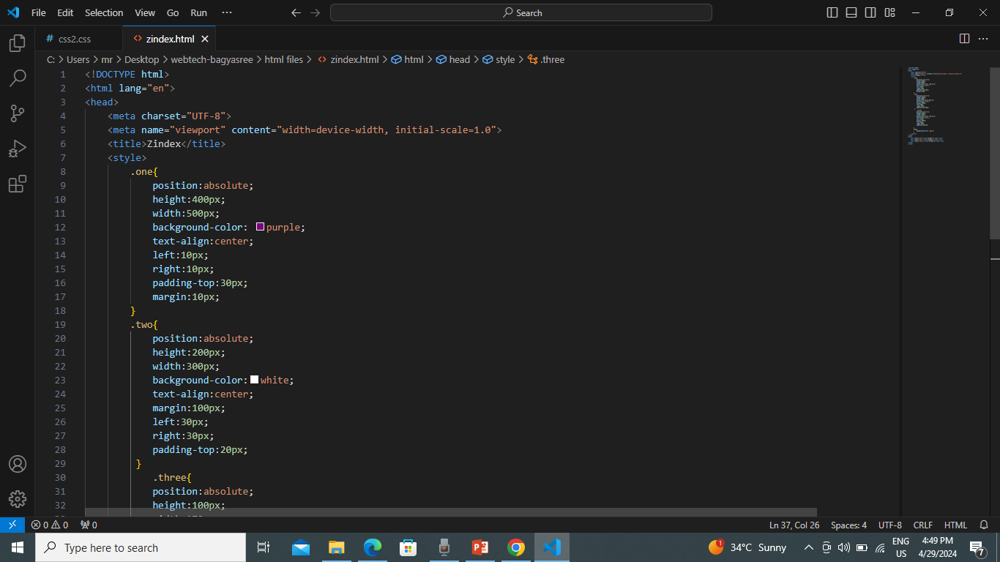 File Edit Selection View Go Run ··· Search
# css2.css <> zindex.html
C: > Users > mr > Desktop > webtech-bagyasree > html files > <> zindex.html > html > head > style > .three
1 <!DOCTYPE html>
2 <html lang="en">
3 <head>
4 <meta charset="UTF-8">
5 <meta name="viewport" content="width=device-width, initial-scale=1.0">
6 <title>Zindex</title>
7 <style>
8 .one{
9 position:absolute;
10 height:400px;
11 width:500px;
12 background-color: purple;
13 text-align:center;
14 left:10px;
15 right:10px;
16 padding-top:30px;
17 margin:10px;
18 }
19 .two{
20 position:absolute;
21 height:200px;
22 width:300px;
23 background-color:white;
24 text-align:center;
25 margin:100px;
26 left:30px;
27 right:30px;
28 padding-top:20px;
29 }
30 .three{
31 position:absolute;
32 height:100px;
0 0 0 Ln 37, Col 26 Spaces: 4 UTF-8 CRLF HTML
Type here to search 1 34°C Sunny ENG US 4:49 PM 4/29/2024 7